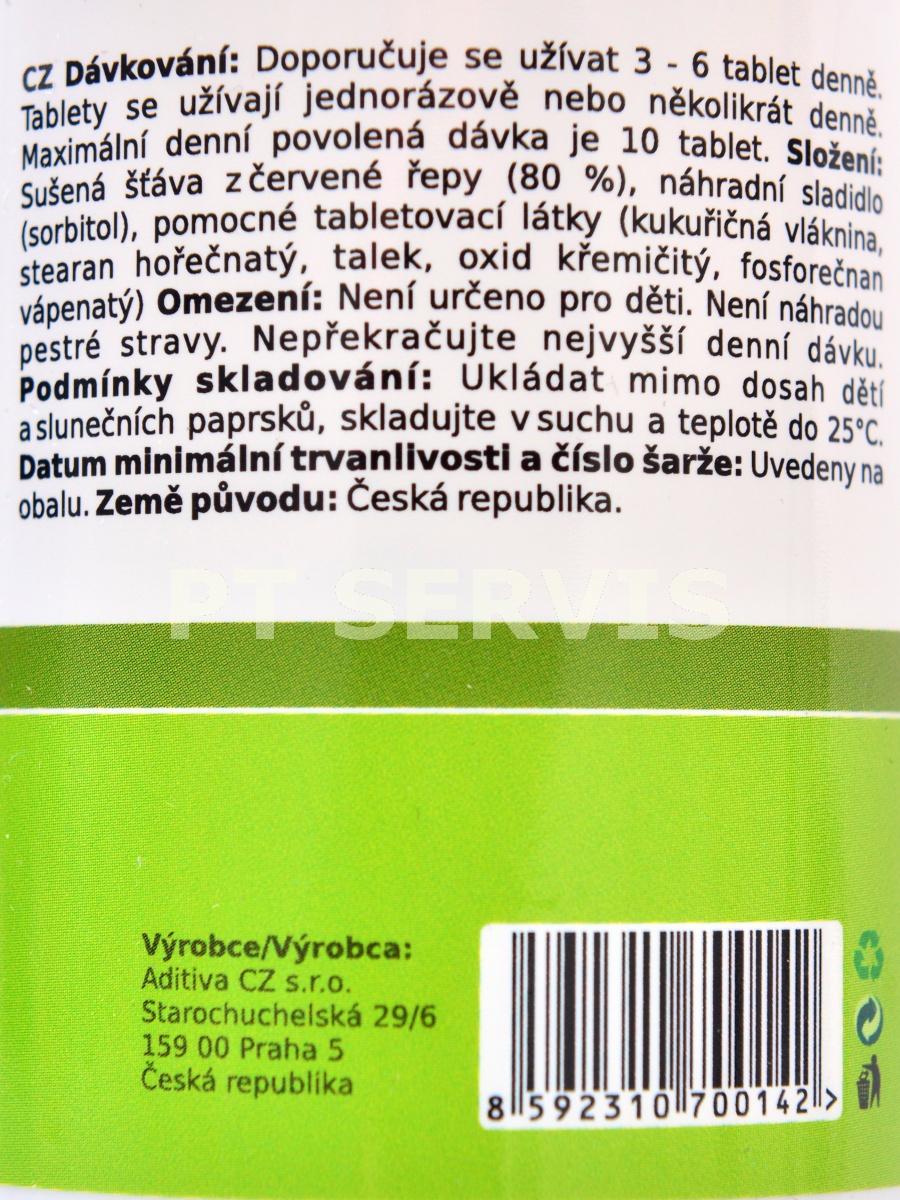 CZ Dávkování: Doporučuje se užívat 3 - 6 tablet denně.
Tablety se užívají jednorázově nebo několikrát denně.
Maximální denní povolená dávka je 10 tablet. Složení:
Sušená šťáva z červené řepy (80 %), náhradní sladidlo
(sorbitol), pomocné tabletovací látky (kukuřičná vláknina,
stearan hořečnatý, talek, oxid křemičitý, fosforečnan
vápenatý) Omezení: Není určeno pro děti. Není náhradou
pestré stravy. Nepřekračujte nejvyšší denní dávku.
Podmínky skladování: Ukládat mimo dosah dětí
a slunečních paprsků, skladujte v suchu a teplotě do 25°C.
Datum minimální trvanlivosti a číslo šarže: Uvedeny na
obalu. Země původu: Česká republika.
PT SERVIS
Výrobce/Výrobca:
Aditiva CZ s.r.o.
Starochuchelská 29/6
159 00 Praha 5
Česká republika
8 592310 700142 >